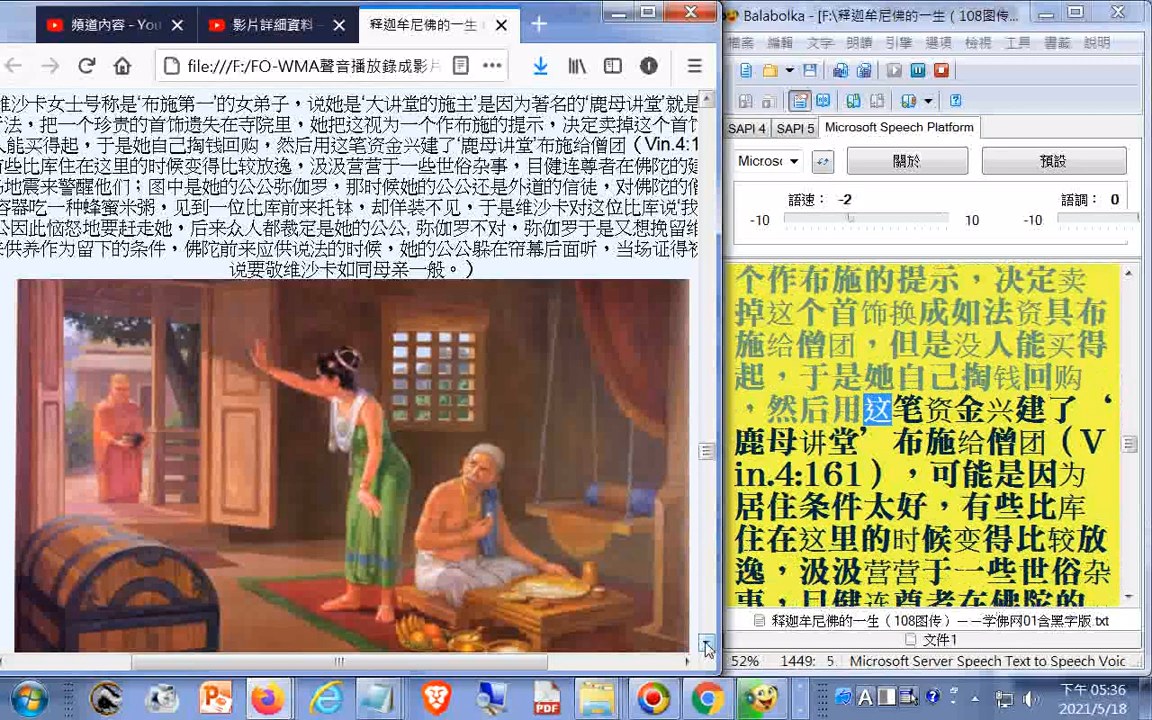 頻道內容 - You
影片詳細資料 -
释迦牟尼佛的一生
file:///F:/FO-WMA聲音播放錄成影片
维沙卡女士号称是‘布施第一’的女弟子，说她是‘大讲堂的施主’是因为著名的‘鹿母讲堂’就是
法，把一个珍贵的首饰遗失在寺院里，她把这视为一个作布施的提示，决定卖掉这个首饰
人能买得起，于是她自己掏钱回购，然后用这笔资金兴建了‘鹿母讲堂’布施给僧团（Vin.4:1
有些比库住在这里的时候变得比较放逸，汲汲营营于一些世俗杂事，目健连尊者在佛陀的建
地震来警醒他们；图中是她的公公弥伽罗，那时候她的公公还是外道的信徒，对佛陀的僧
容器吃一种蜂蜜米粥，见到一位比库前来托钵，却佯装不见，于是维沙卡对这位比库说‘我
公因此恼怒地要赶走她，后来众人都裁定是她的公公, 弥伽罗不对，弥伽罗于是又想挽留维
来供养作为留下的条件，佛陀前来应供说法的时候，她的公公躲在帘幕后面听，当场证得初
说要敬维沙卡如同母亲一般。）
Balabolka - [F:\释迦牟尼佛的一生（108图传）...
檔案 編輯 文字 朗讀 引擎 選項 檢視 工具 書籤 說明
SAPI 4 SAPI 5 Microsoft Speech Platform
Microsc
關於
預設
語速： -2
語調： 0
-10 10 -10
个作布施的提示，决定卖
掉这个首饰换成如法资具布
施给僧团，但是没人能买得
起，于是她自己掏钱回购
，然后用这笔资金兴建了‘
鹿母讲堂’布施给僧团（V
in.4:161），可能是因为
居住条件太好，有些比库
住在这里的时候变得比较放
逸，汲汲营营于一些世俗杂
事，目健连尊者在佛陀的
释迦牟尼佛的一生（108图传）——学佛网01含黑字版.txt
文件1
52% 1449: 5 Microsoft Server Speech Text to Speech Voic
PDF
A
下午 05:36
2021/5/18